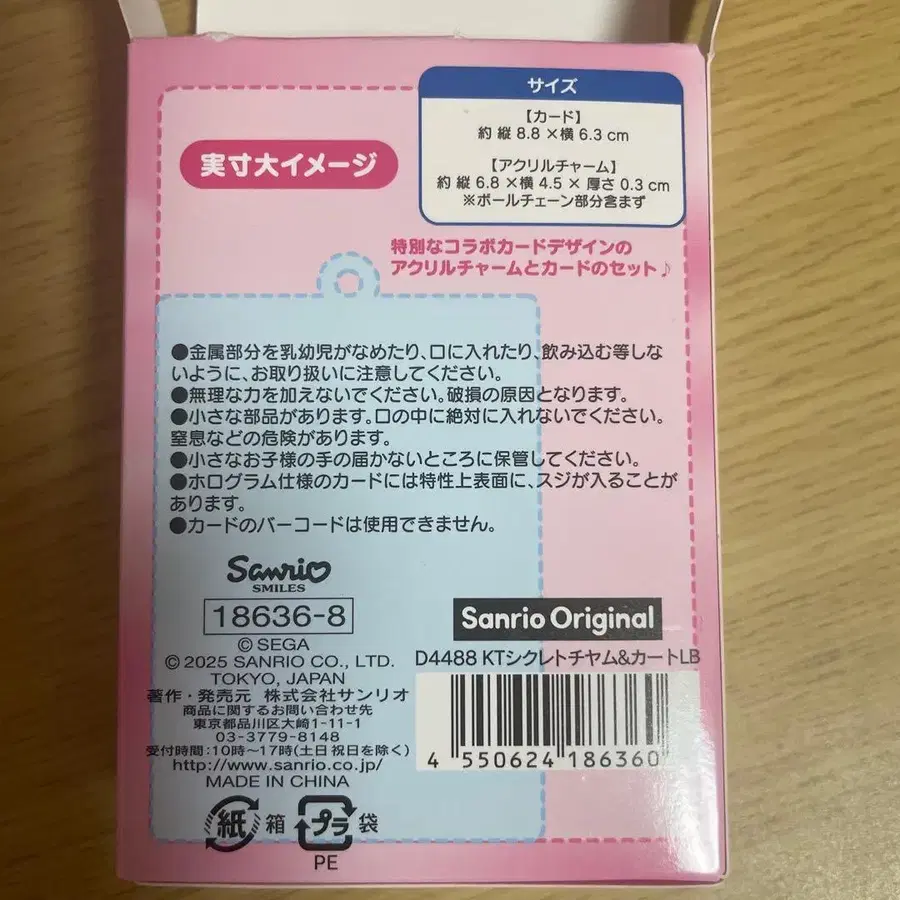 サイズ
【カード】
約 縦 8.8 ×横 6.3 cm
【アクリルチャーム】
約 縦 6.8 ×横 4.5 × 厚さ 0.3 cm
※ボールチェーン部分含まず
実寸大イメージ
特別なコラボカードデザインの
アクリルチャームとカードのセット♪
●金属部分を乳幼児がなめたり、口に入れたり、飲み込む等しな
いように、お取り扱いに注意してください。
●無理な力を加えないでください。破損の原因となります。
●小さな部品があります。口の中に絶対に入れないでください。
窒息などの危険があります。
●小さなお子様の手の届かないところに保管してください。
●ホログラム仕様のカードには特性上表面に、スジが入ることが
あります。
●カードのバーコードは使用できません。
Sanrio
SMILES
18636-8
© SEGA
© 2025 SANRIO CO., LTD.
TOKYO, JAPAN
著作・発売元 株式会社サンリオ
商品に関するお問い合わせ先
東京都品川区大崎1-11-1
03-3779-8148
受付時間:10時〜17時(土日祝日を除く)
http://www.sanrio.co.jp/
MADE IN CHINA
紙 箱 プラ 袋
PE
Sanrio Original
D4488 KTシクレトチヤム&カートLB
4 550624 186360